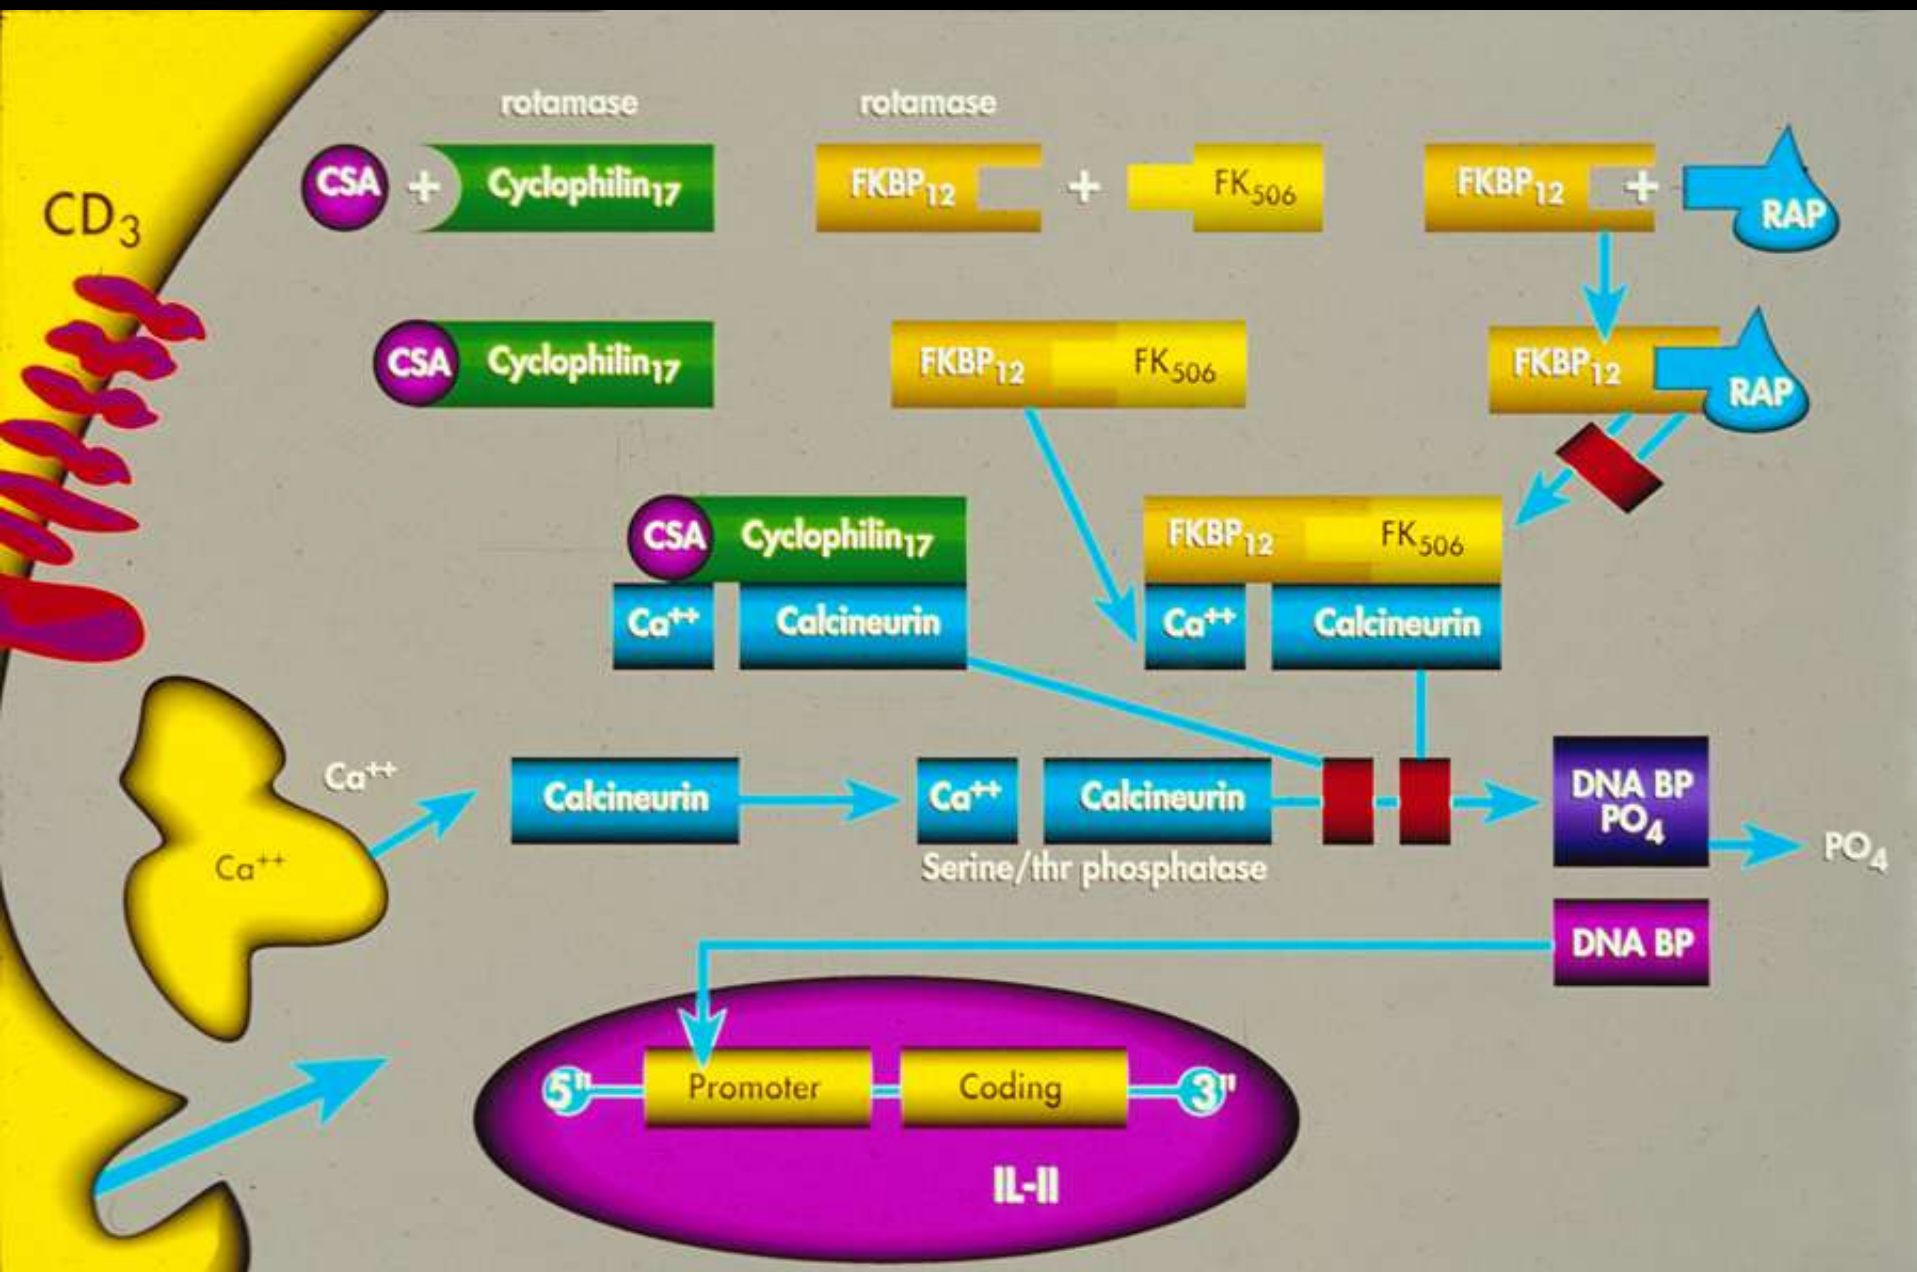 rotamase
rotamase
CSA + Cyclophilin₁₇
FKBP₁₂ + FK₅₀₆
FKBP₁₂ + RAP
CD₃
CSA Cyclophilin₁₇
FKBP₁₂ FK₅₀₆
FKBP₁₂ RAP
CSA Cyclophilin₁₇
FKBP₁₂ FK₅₀₆
Ca⁺⁺ Calcineurin
Ca⁺⁺ Calcineurin
Ca⁺⁺
Calcineurin
Ca⁺⁺ Calcineurin
Serine/thr phosphatase
DNA BP
PO₄
PO₄
Ca⁺⁺
DNA BP
5" Promoter Coding 3"
IL-II